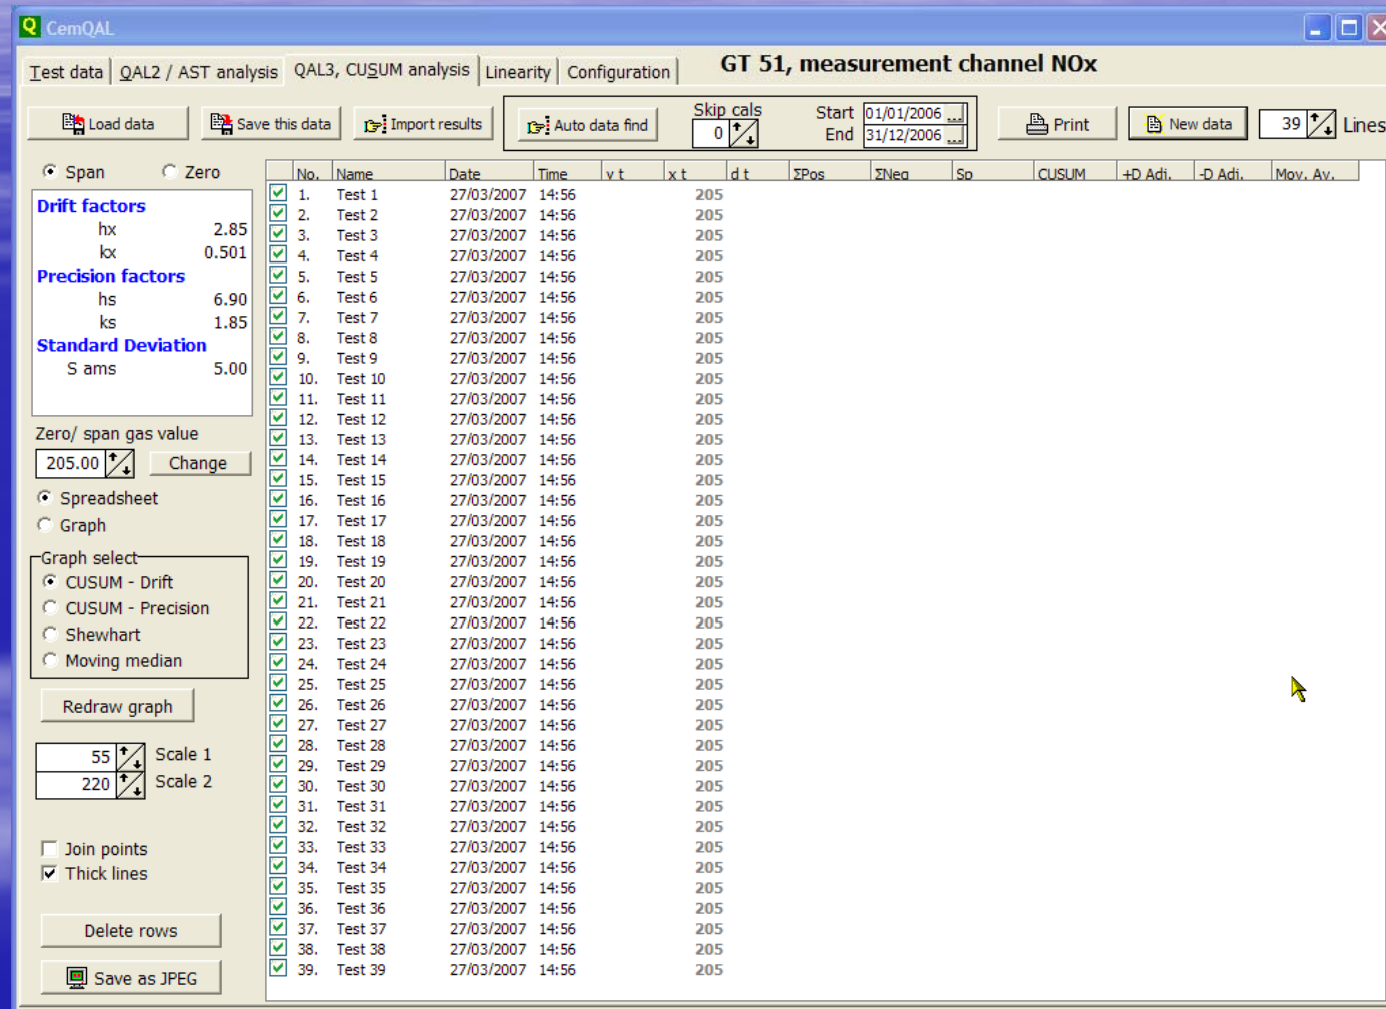 CemQAL
Test data QAL2 / AST analysis QAL3, CUSUM analysis Linearity Configuration GT 51, measurement channel NOx
Load data Save this data Import results Auto data find Skip cals 0 Start 01/01/2006 ... End 31/12/2006 ... Print New data 39 Lines
Span Zero
Drift factors
hx 2.85
kx 0.501
Precision factors
hs 6.90
ks 1.85
Standard Deviation
S ams 5.00
Zero/ span gas value
205.00 Change
Spreadsheet
Graph
Graph select
CUSUM - Drift
CUSUM - Precision
Shewhart
Moving median
Redraw graph
55 Scale 1
220 Scale 2
Join points
Thick lines
Delete rows
Save as JPEG
No. Name Date Time y t x t d t ΣPos ΣNeg Sp CUSUM +D Adj. -D Adj. Mov. Av.
1. Test 1 27/03/2007 14:56 205
2. Test 2 27/03/2007 14:56 205
3. Test 3 27/03/2007 14:56 205
4. Test 4 27/03/2007 14:56 205
5. Test 5 27/03/2007 14:56 205
6. Test 6 27/03/2007 14:56 205
7. Test 7 27/03/2007 14:56 205
8. Test 8 27/03/2007 14:56 205
9. Test 9 27/03/2007 14:56 205
10. Test 10 27/03/2007 14:56 205
11. Test 11 27/03/2007 14:56 205
12. Test 12 27/03/2007 14:56 205
13. Test 13 27/03/2007 14:56 205
14. Test 14 27/03/2007 14:56 205
15. Test 15 27/03/2007 14:56 205
16. Test 16 27/03/2007 14:56 205
17. Test 17 27/03/2007 14:56 205
18. Test 18 27/03/2007 14:56 205
19. Test 19 27/03/2007 14:56 205
20. Test 20 27/03/2007 14:56 205
21. Test 21 27/03/2007 14:56 205
22. Test 22 27/03/2007 14:56 205
23. Test 23 27/03/2007 14:56 205
24. Test 24 27/03/2007 14:56 205
25. Test 25 27/03/2007 14:56 205
26. Test 26 27/03/2007 14:56 205
27. Test 27 27/03/2007 14:56 205
28. Test 28 27/03/2007 14:56 205
29. Test 29 27/03/2007 14:56 205
30. Test 30 27/03/2007 14:56 205
31. Test 31 27/03/2007 14:56 205
32. Test 32 27/03/2007 14:56 205
33. Test 33 27/03/2007 14:56 205
34. Test 34 27/03/2007 14:56 205
35. Test 35 27/03/2007 14:56 205
36. Test 36 27/03/2007 14:56 205
37. Test 37 27/03/2007 14:56 205
38. Test 38 27/03/2007 14:56 205
39. Test 39 27/03/2007 14:56 205